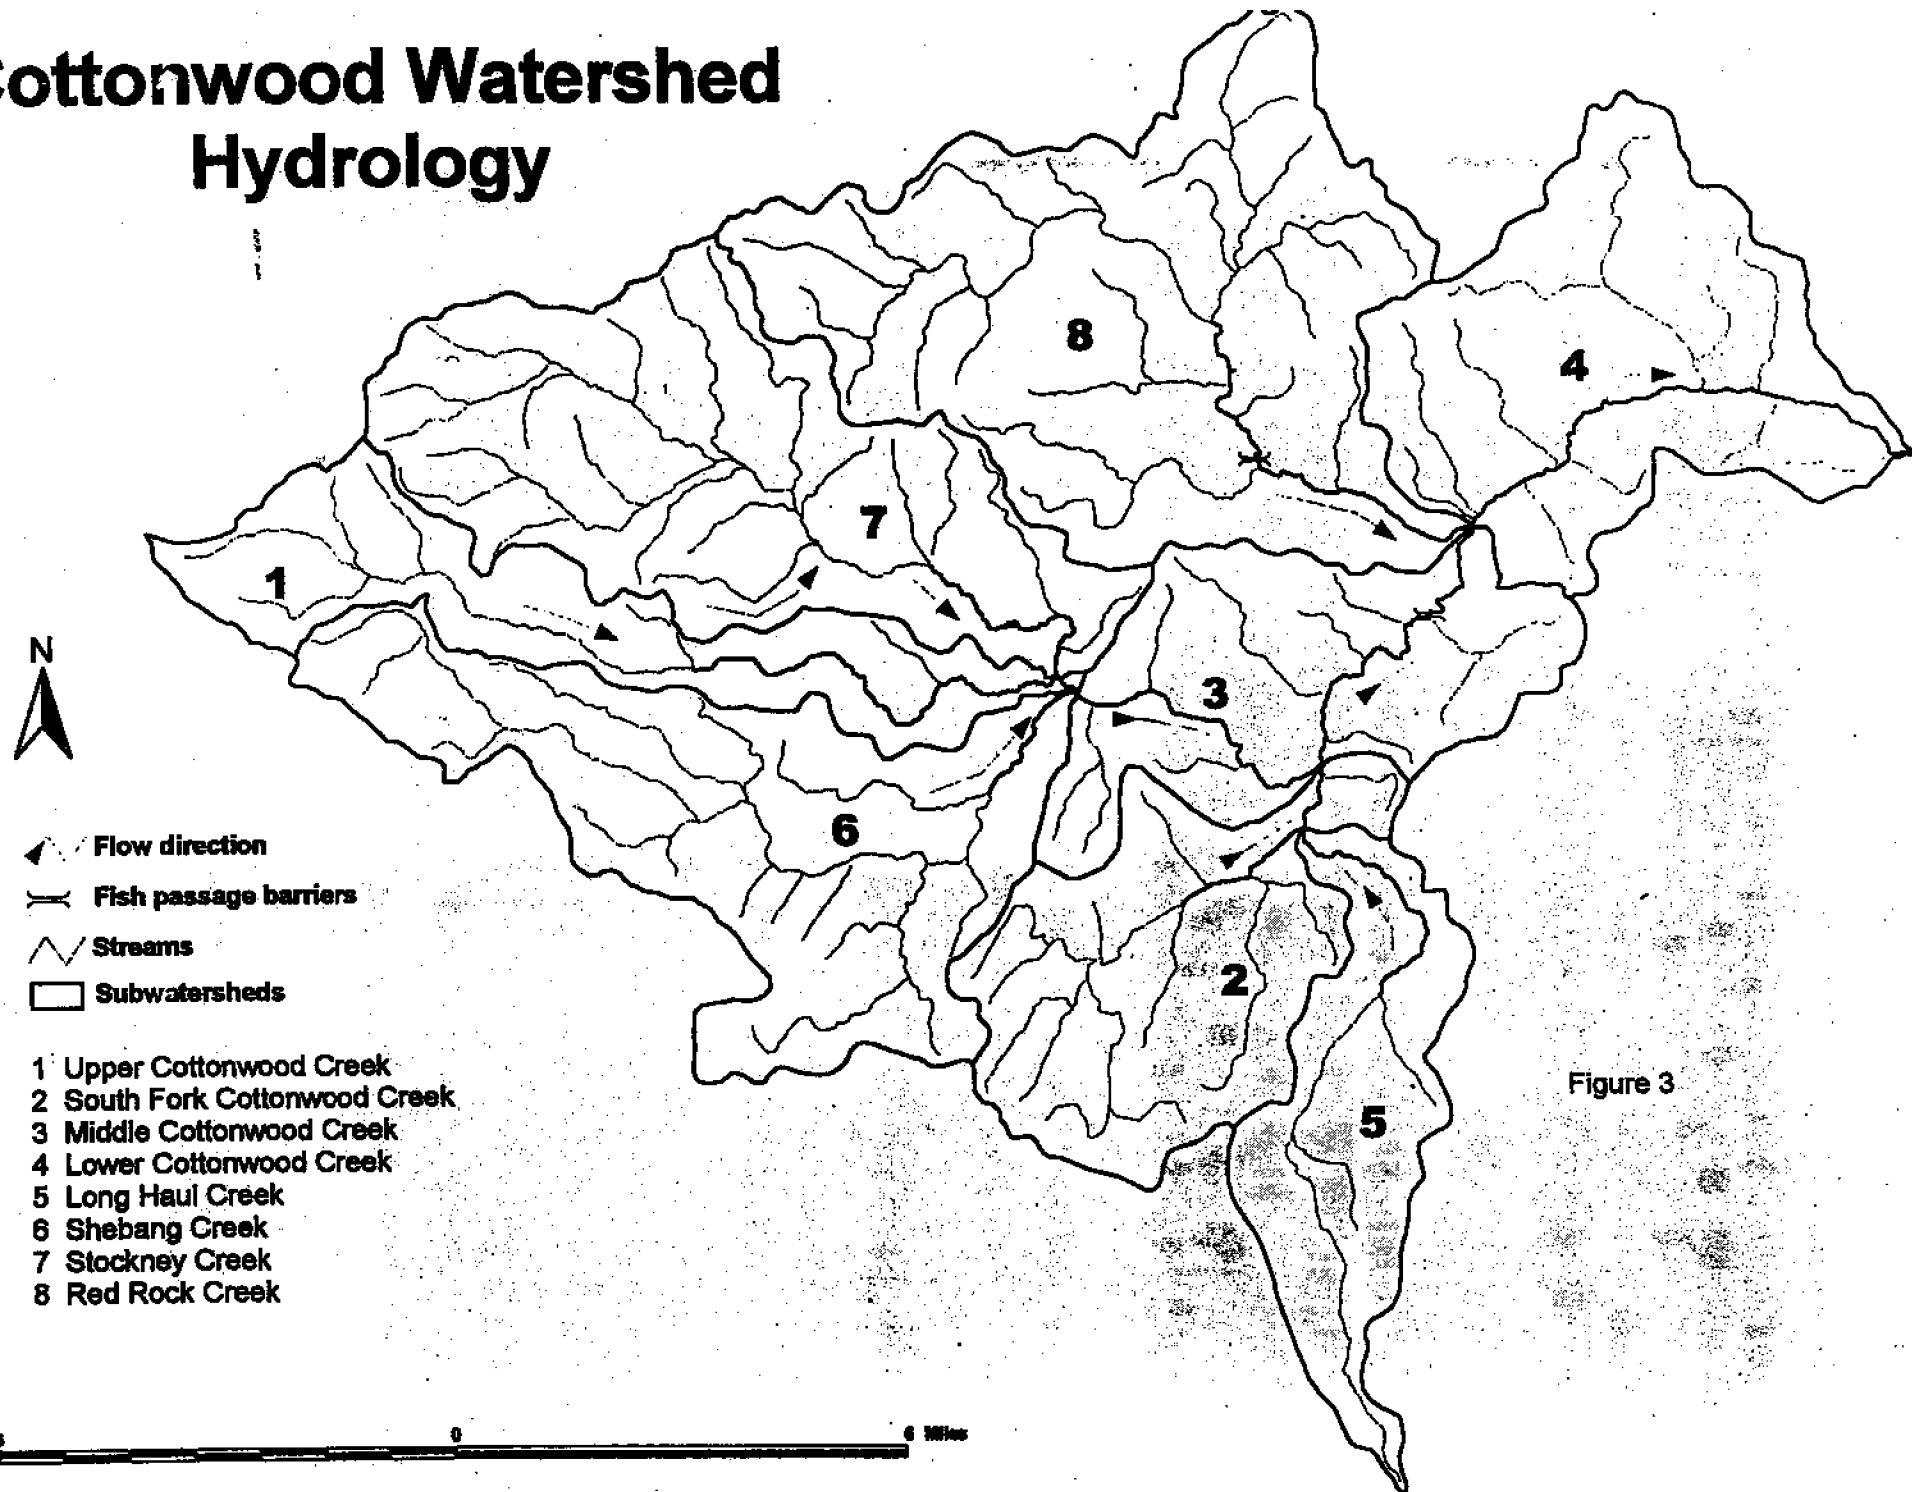 ottonwood Watershed
Hydrology
8
4
7
1
3
6
2
5
N
Flow direction
Fish passage barriers
Streams
Subwatersheds
1 Upper Cottonwood Creek
2 South Fork Cottonwood Creek
3 Middle Cottonwood Creek
4 Lower Cottonwood Creek
5 Long Haul Creek
6 Shebang Creek
7 Stockney Creek
8 Red Rock Creek
Figure 3
0 6 Miles